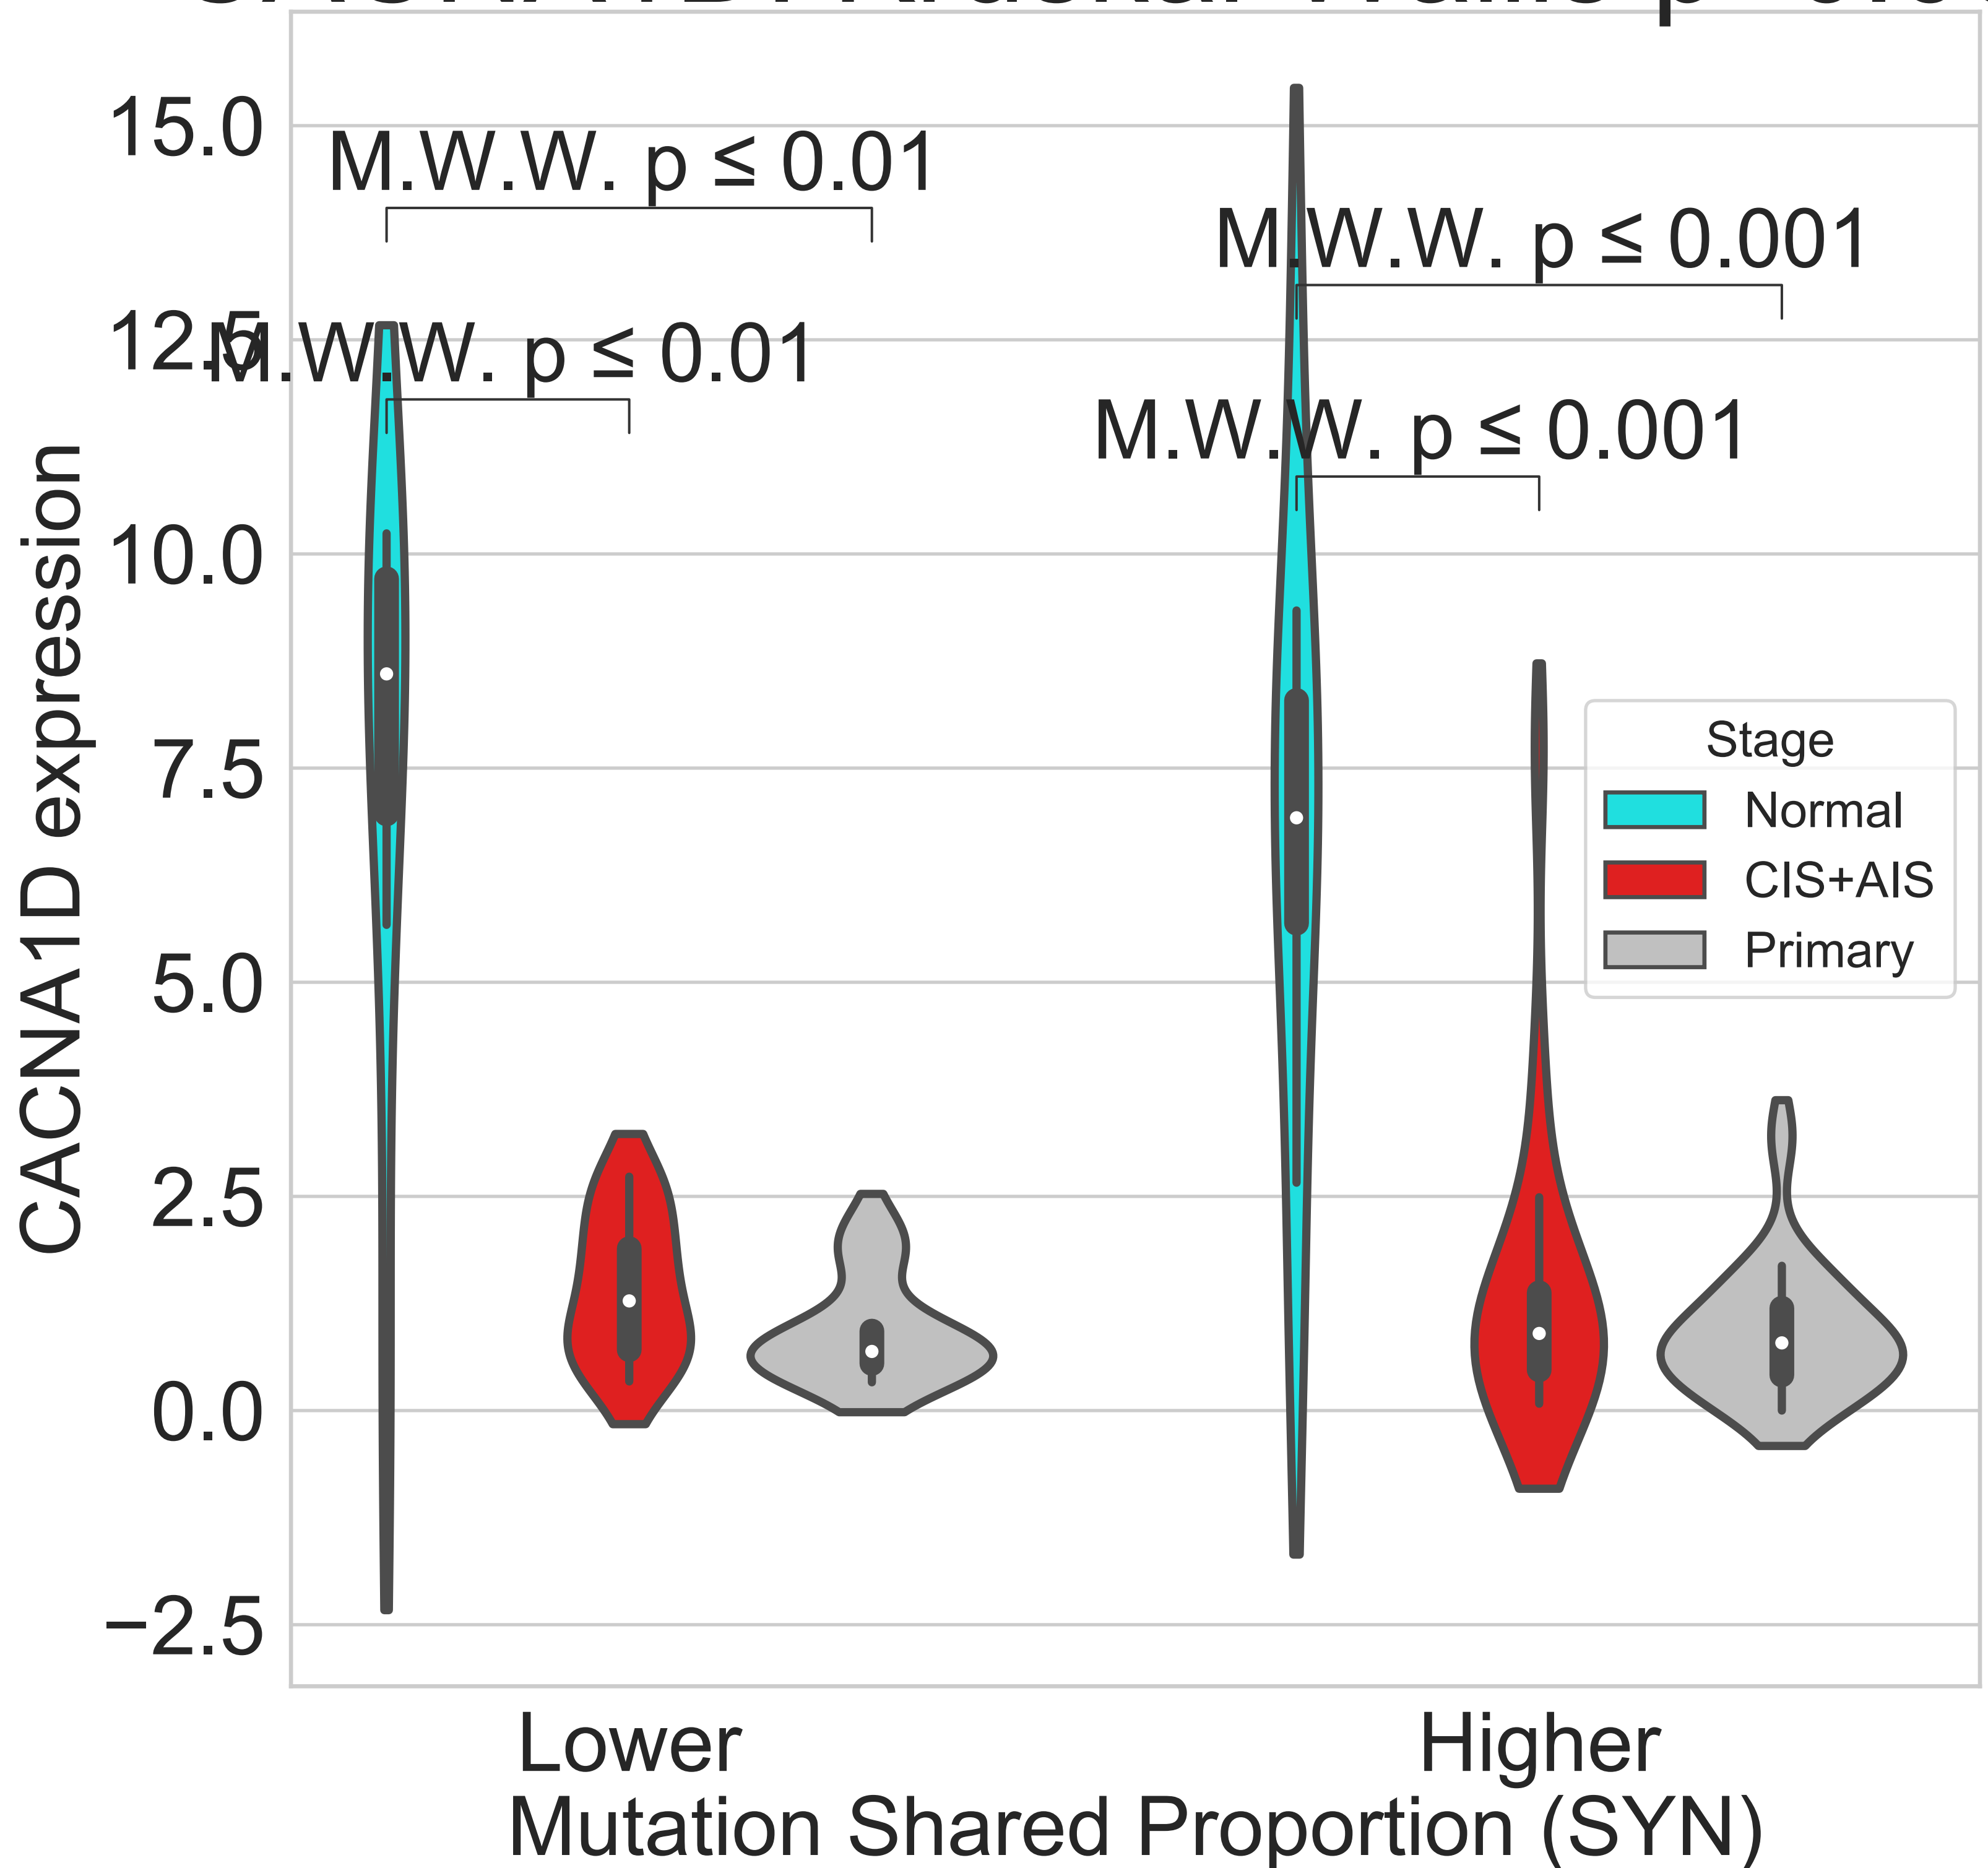 15.0
12.5
10.0
7.5
5.0
2.5
0.0
−2.5
CACNA1D expression
M.W.W. p ≤ 0.01
M.W.W. p ≤ 0.01
M.W.W. p ≤ 0.001
M.W.W. p ≤ 0.001
Stage
Normal
CIS+AIS
Primary
Lower
Higher
Mutation Shared Proportion (SYN)